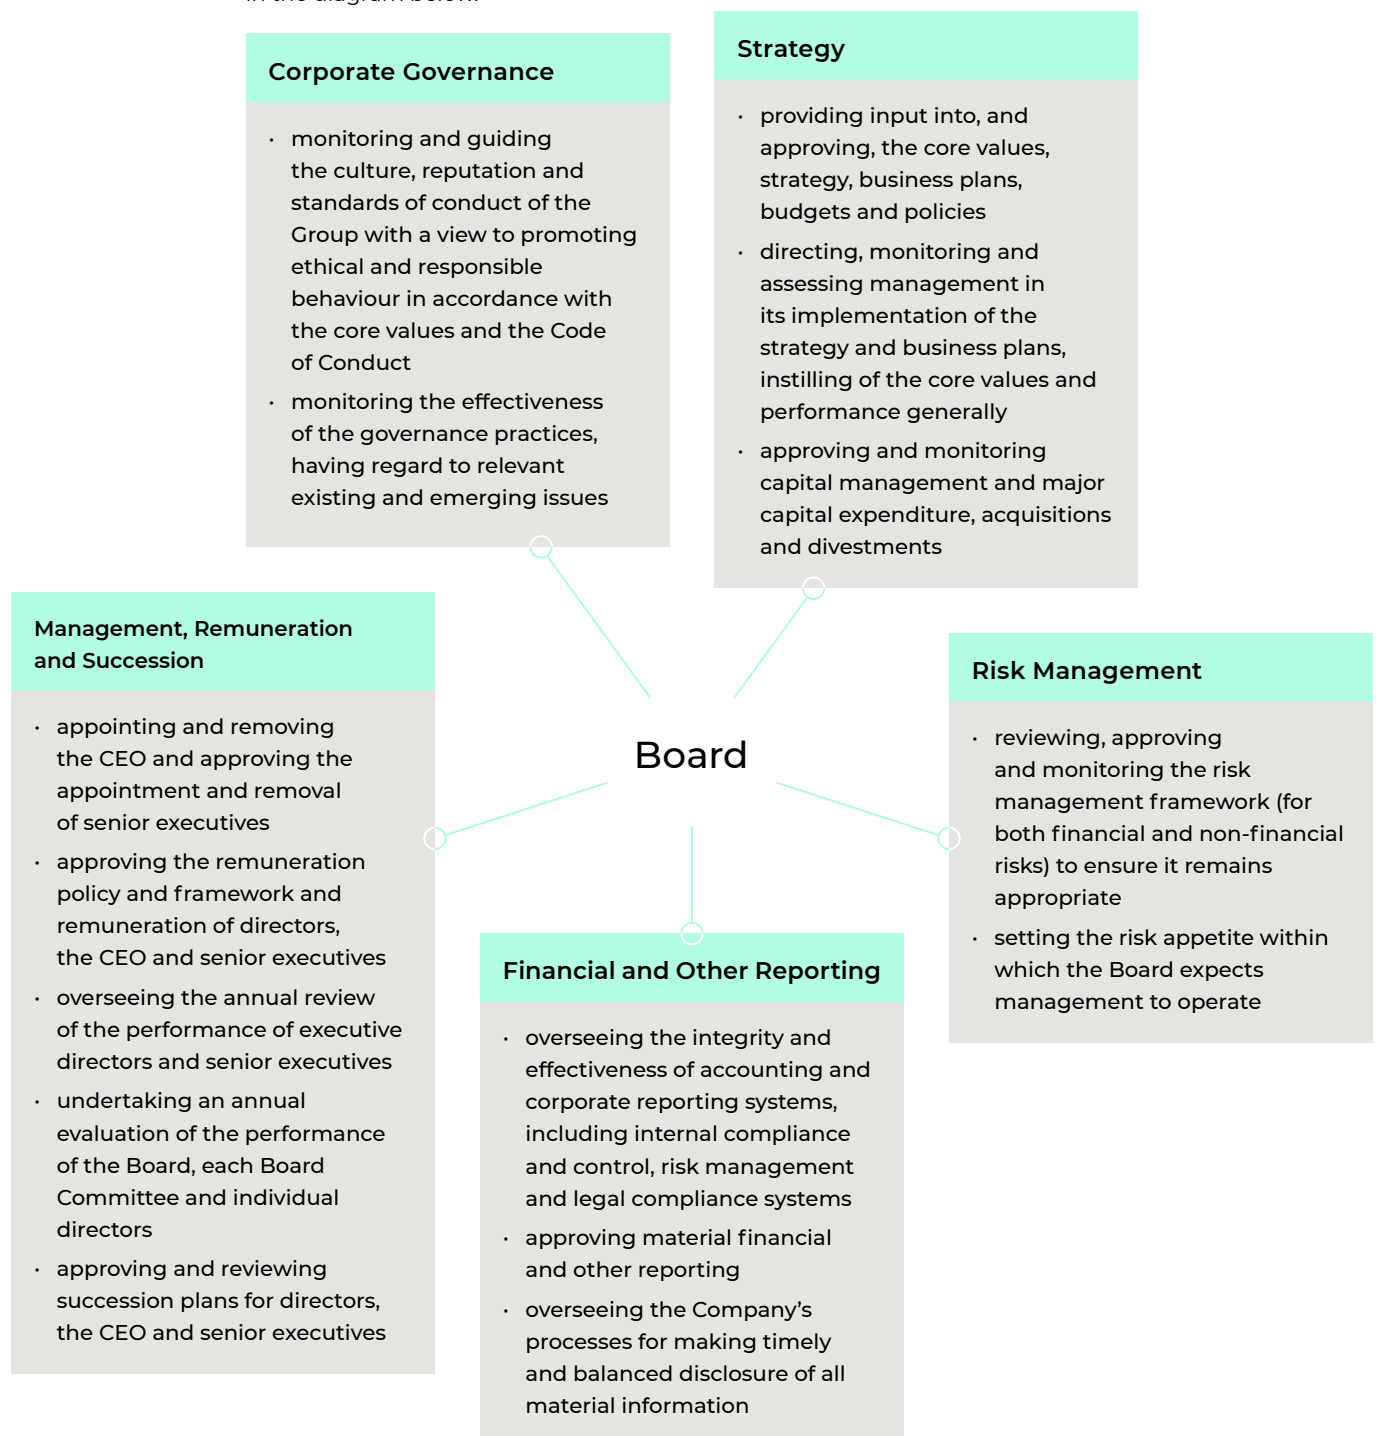 in the diagram below.
Corporate Governance
• monitoring and guiding
the culture, reputation and
standards of conduct of the
Group with a view to promoting
ethical and responsible
behaviour in accordance with
the core values and the Code
of Conduct
• monitoring the effectiveness
of the governance practices,
having regard to relevant
existing and emerging issues
Strategy
• providing input into, and
approving, the core values,
strategy, business plans,
budgets and policies
• directing, monitoring and
assessing management in
its implementation of the
strategy and business plans,
instilling of the core values and
performance generally
• approving and monitoring
capital management and major
capital expenditure, acquisitions
and divestments
Management, Remuneration
and Succession
• appointing and removing
the CEO and approving the
appointment and removal
of senior executives
• approving the remuneration
policy and framework and
remuneration of directors,
the CEO and senior executives
• overseeing the annual review
of the performance of executive
directors and senior executives
• undertaking an annual
evaluation of the performance
of the Board, each Board
Committee and individual
directors
• approving and reviewing
succession plans for directors,
the CEO and senior executives
Board
Risk Management
• reviewing, approving
and monitoring the risk
management framework (for
both financial and non-financial
risks) to ensure it remains
appropriate
• setting the risk appetite within
which the Board expects
management to operate
Financial and Other Reporting
• overseeing the integrity and
effectiveness of accounting and
corporate reporting systems,
including internal compliance
and control, risk management
and legal compliance systems
• approving material financial
and other reporting
• overseeing the Company’s
processes for making timely
and balanced disclosure of all
material information